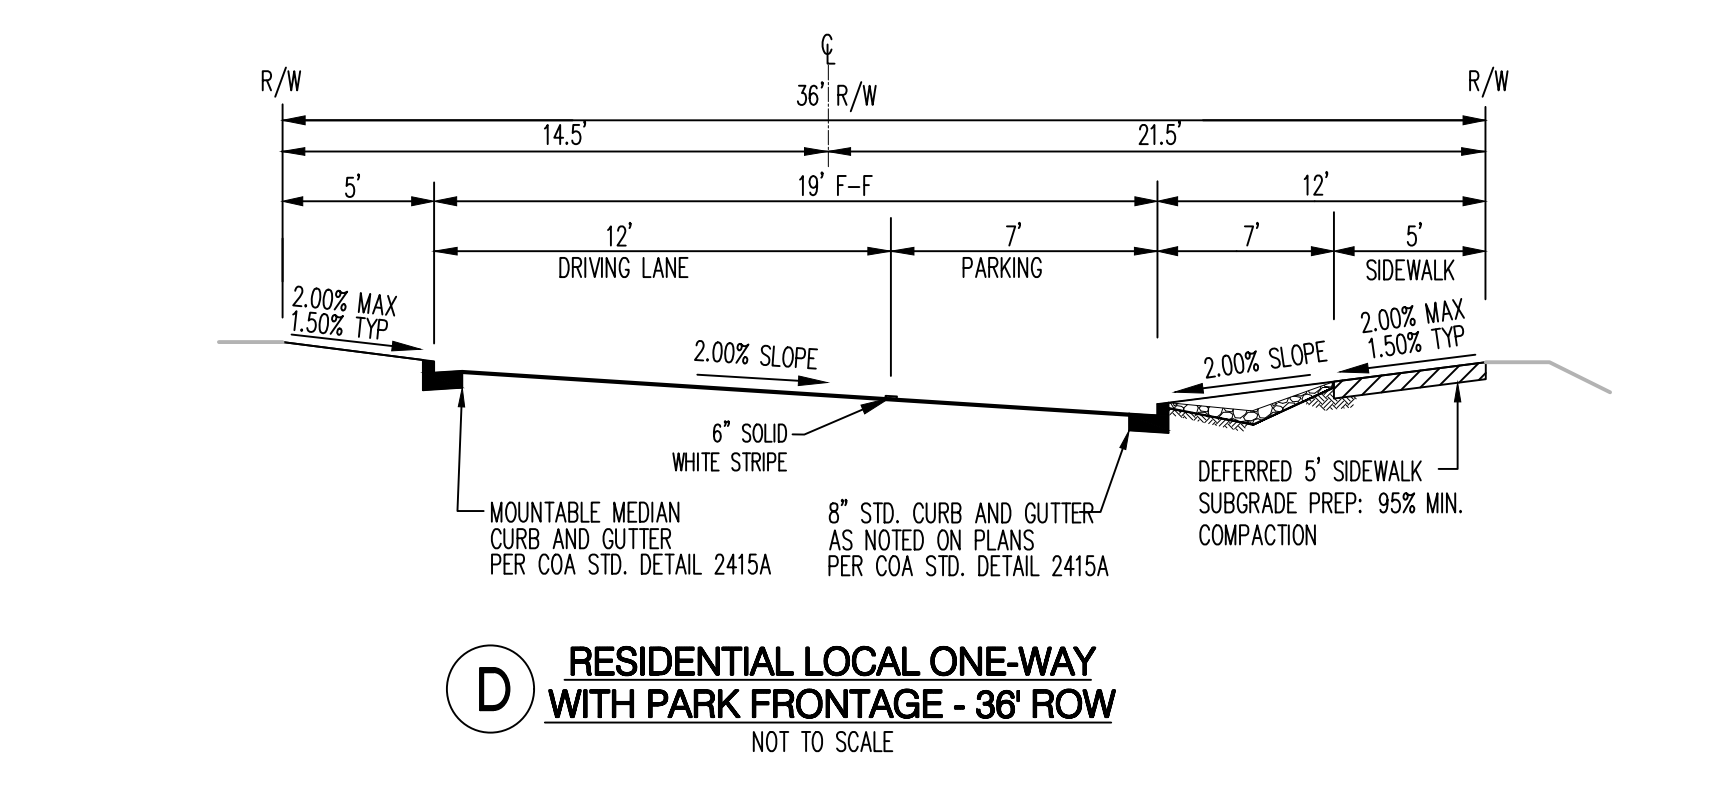 ℄
R/W
36' R/W
R/W
14.5'
21.5'
5'
19' F-F
12'
12'
7'
7'
5'
DRIVING LANE
PARKING
SIDEWALK
2.00% MAX
1.50% TYP
2.00% SLOPE
2.00% SLOPE
2.00% MAX
1.50% TYP
6" SOLID
WHITE STRIPE
MOUNTABLE MEDIAN
CURB AND GUTTER
PER COA STD. DETAIL 2415A
8" STD. CURB AND GUTTER
AS NOTED ON PLANS
PER COA STD. DETAIL 2415A
DEFERRED 5' SIDEWALK
SUBGRADE PREP: 95% MIN.
COMPACTION
D
RESIDENTIAL LOCAL ONE-WAY
WITH PARK FRONTAGE - 36' ROW
NOT TO SCALE